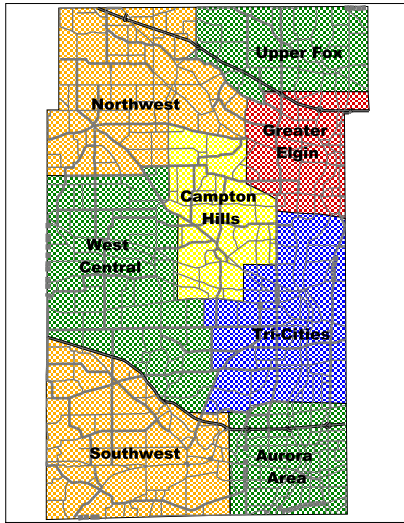 Upper Fox
Northwest
Greater
Elgin
Campton
Hills
West
Central
Tri-Cities
Southwest
Aurora
Area